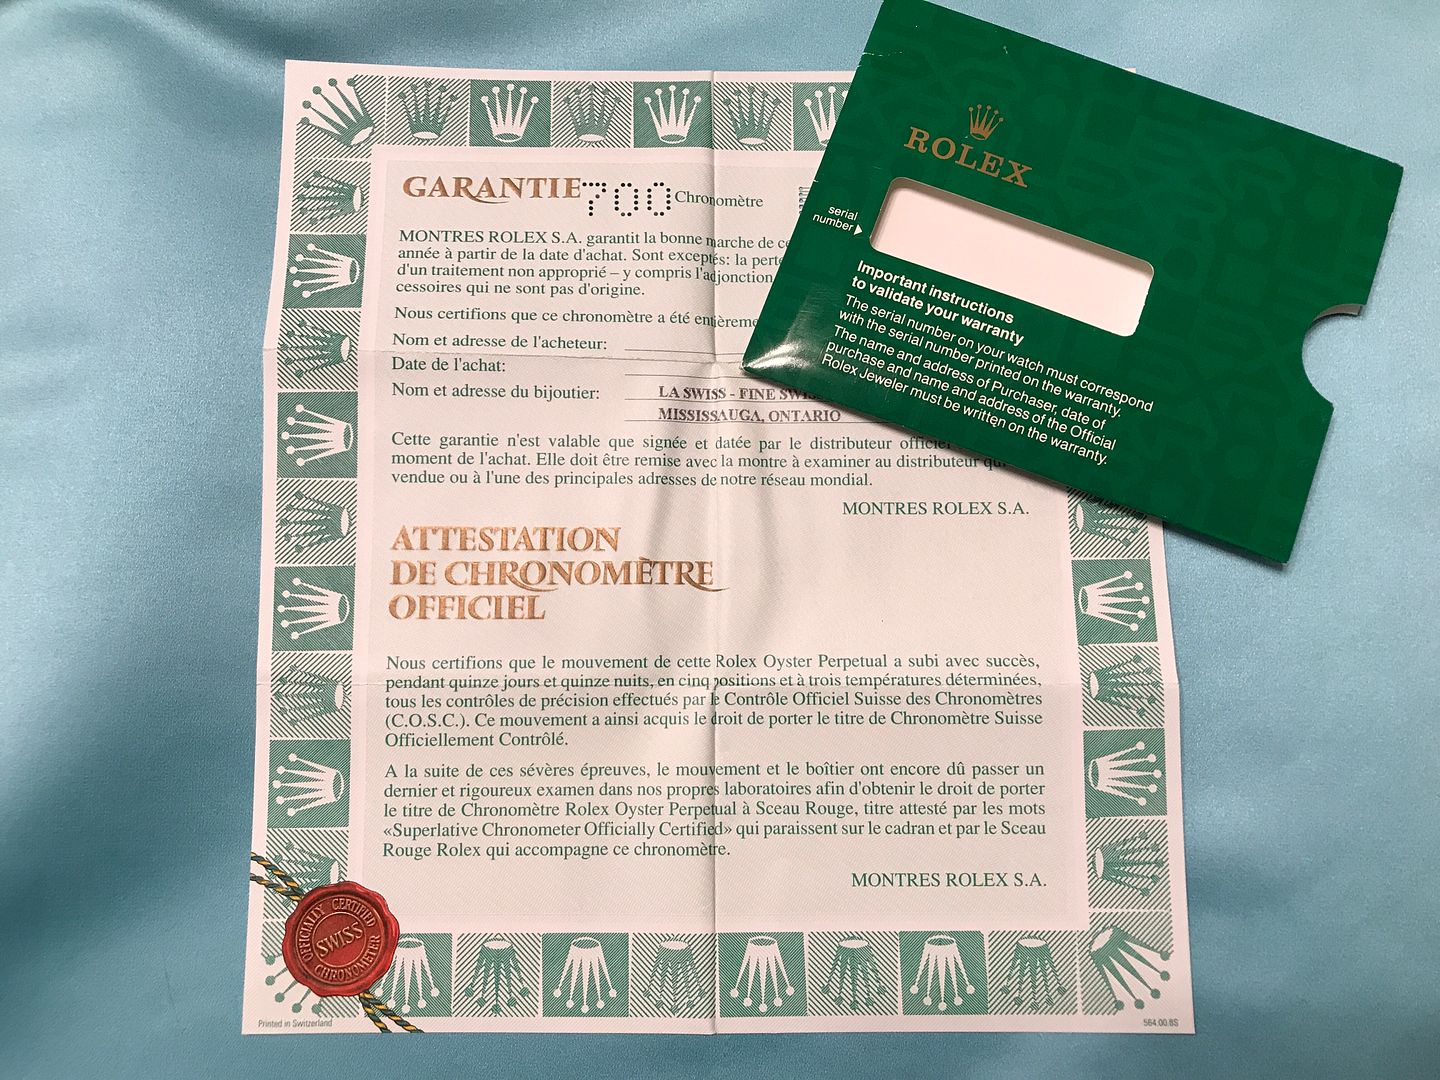 GARANTIE 700 Chronomètre
MONTRES ROLEX S.A. garantit la bonne marche de ce
année à partir de la date d'achat. Sont exceptés: la perte
d'un traitement non approprié – y compris l'adjonction
cessoires qui ne sont pas d'origine.
Nous certifions que ce chronomètre a été entièreme
Nom et adresse de l'acheteur:
Date de l'achat:
Nom et adresse du bijoutier: LA SWISS - FINE SWIS
MISSISSAUGA, ONTARIO
Cette garantie n'est valable que signée et datée par le distributeur officie
moment de l'achat. Elle doit être remise avec la montre à examiner au distributeur qu
vendue ou à l'une des principales adresses de notre réseau mondial.
MONTRES ROLEX S.A.
ATTESTATION
DE CHRONOMÈTRE
OFFICIEL
Nous certifions que le mouvement de cette Rolex Oyster Perpetual a subi avec succès,
pendant quinze jours et quinze nuits, en cinq positions et à trois températures déterminées,
tous les contrôles de précision effectués par le Contrôle Officiel Suisse des Chronomètres
(C.O.S.C.). Ce mouvement a ainsi acquis le droit de porter le titre de Chronomètre Suisse
Officiellement Contrôlé.
A la suite de ces sévères épreuves, le mouvement et le boîtier ont encore dû passer un
dernier et rigoureux examen dans nos propres laboratoires afin d'obtenir le droit de porter
le titre de Chronomètre Rolex Oyster Perpetual à Sceau Rouge, titre attesté par les mots
«Superlative Chronometer Officially Certified» qui paraissent sur le cadran et par le Sceau
Rouge Rolex qui accompagne ce chronomètre.
MONTRES ROLEX S.A.
OFFICIALLY CERTIFIED
SWISS
CHRONOMETER
Printed in Switzerland
564.00.8S
ROLEX
serial
number
Important instructions
to validate your warranty
The serial number on your watch must correspond
with the serial number printed on the warranty.
The name and address of Purchaser, date of
purchase and name and address of the Official
Rolex Jeweler must be written on the warranty.